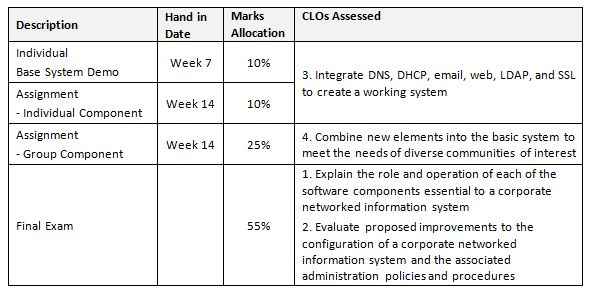 Description
Hand in
Date
Marks
Allocation
CLOs Assessed
Individual
Base System Demo
Week 7
10%
3. Integrate DNS, DHCP, email, web, LDAP, and SSL
to create a working system
Assignment
- Individual Component
Week 14
10%
Assignment
- Group Component
Week 14
25%
4. Combine new elements into the basic system to
meet the needs of diverse communities of interest
Final Exam
55%
1. Explain the role and operation of each of the
software components essential to a corporate
networked information system
2. Evaluate proposed improvements to the
configuration of a corporate networked
information system and the associated
administration policies and procedures